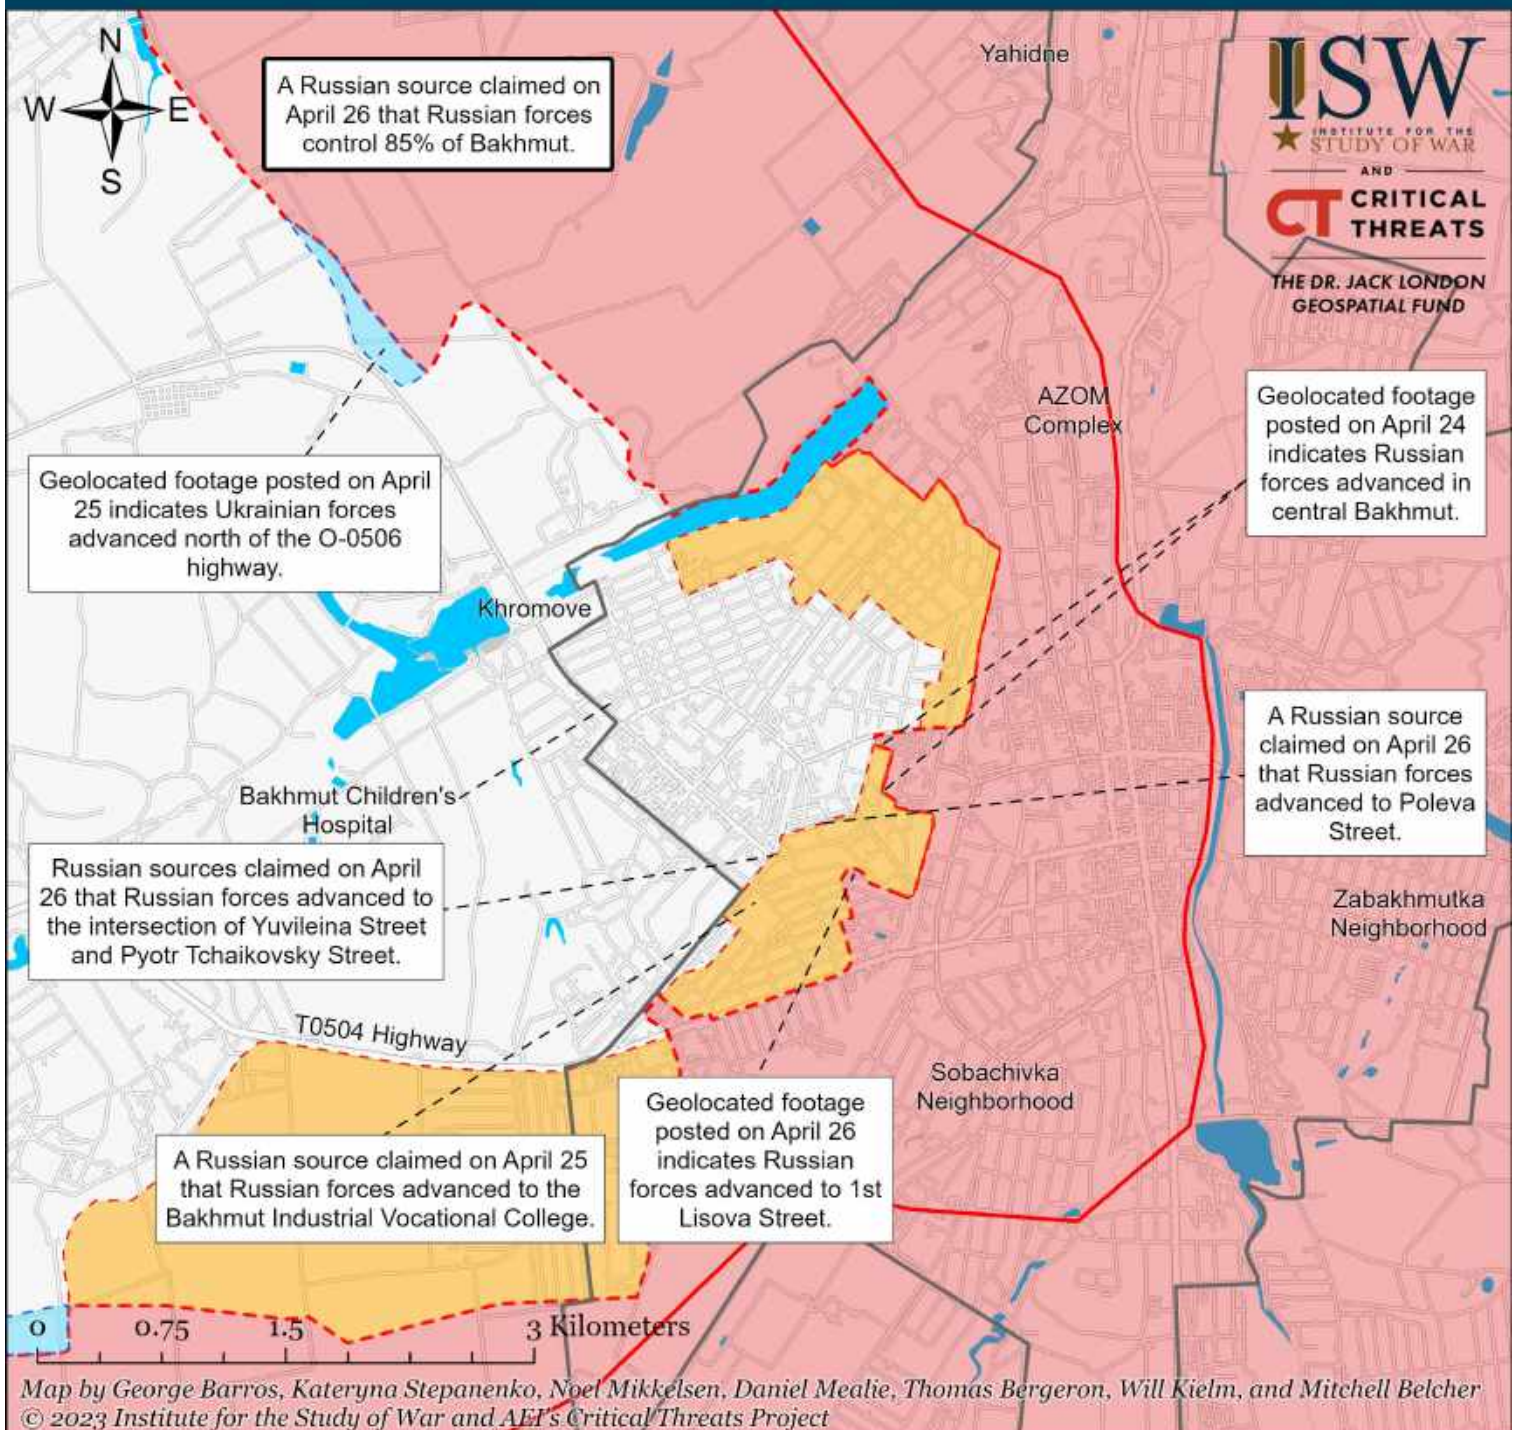 N
W
E
S
A Russian source claimed on
April 26 that Russian forces
control 85% of Bakhmut.
Yahidne
ISW
INSTITUTE FOR THE
STUDY OF WAR
AND
CT CRITICAL
THREATS
THE DR. JACK LONDON
GEOSPATIAL FUND
AZOM
Complex
Geolocated footage
posted on April 24
indicates Russian
forces advanced in
central Bakhmut.
Geolocated footage posted on April
25 indicates Ukrainian forces
advanced north of the O-0506
highway.
Khromove
A Russian source
claimed on April 26
that Russian forces
advanced to Poleva
Street.
Bakhmut Children's
Hospital
Russian sources claimed on April
26 that Russian forces advanced to
the intersection of Yuvileina Street
and Pyotr Tchaikovsky Street.
Zabakhmutka
Neighborhood
T0504 Highway
Sobachivka
Neighborhood
Geolocated footage
posted on April 26
indicates Russian
forces advanced to 1st
Lisova Street.
A Russian source claimed on April 25
that Russian forces advanced to the
Bakhmut Industrial Vocational College.
0 0.75 1.5 3 Kilometers
Map by George Barros, Kateryna Stepanenko, Noel Mikkelsen, Daniel Mealie, Thomas Bergeron, Will Kielm, and Mitchell Belcher
© 2023 Institute for the Study of War and AEI's Critical Threats Project